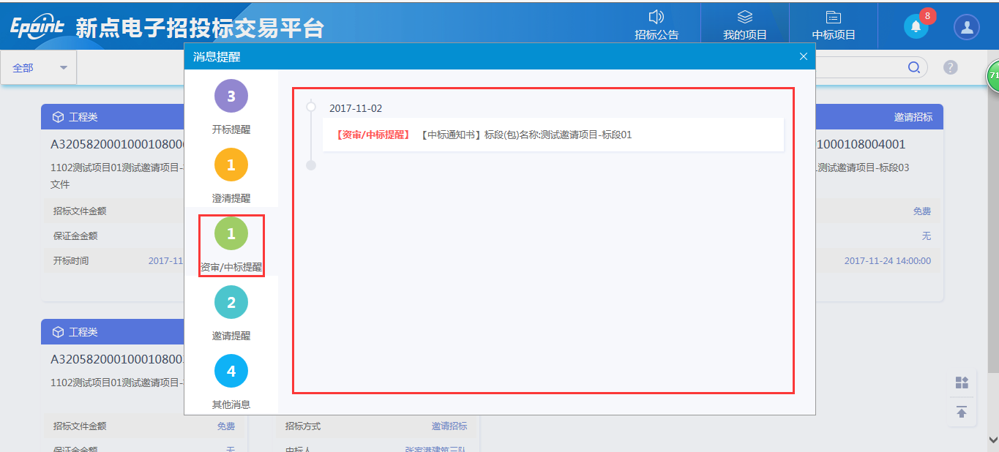 Epoint 新点电子招投标交易平台
招标公告
我的项目
中标项目
8
全部
消息提醒
71
3
开标提醒
1
澄清提醒
1
资审/中标提醒
2
邀请提醒
4
其他消息
2017-11-02
【资审/中标提醒】 【中标通知书】标段(包)名称:测试邀请项目-标段01
工程类
1102测试项目01测试邀请项目-
文件
招标文件金额
保证金金额
开标时间 2017-11
邀请招标
1000108004001
测试邀请项目-标段03
免费
无
2017-11-24 14:00:00
工程类
1102测试项目01测试邀请项目-
招标文件金额 免费
招标方式 邀请招标
保证金金额 无
中标人 张家港建筑三队